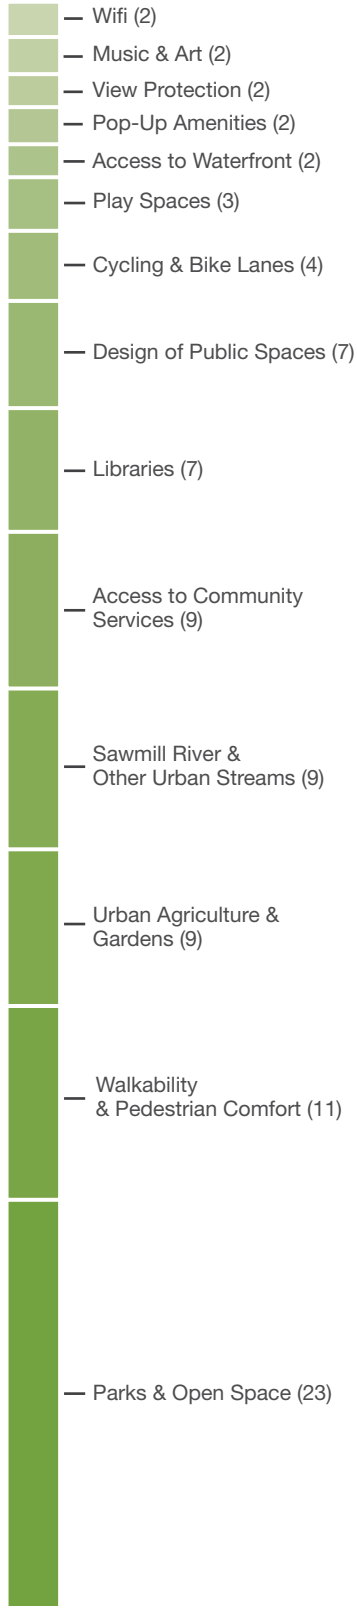 Wifi (2)
Music & Art (2)
View Protection (2)
Pop-Up Amenities (2)
Access to Waterfront (2)
Play Spaces (3)
Cycling & Bike Lanes (4)
Design of Public Spaces (7)
Libraries (7)
Access to Community
Services (9)
Sawmill River &
Other Urban Streams (9)
Urban Agriculture &
Gardens (9)
Walkability
& Pedestrian Comfort (11)
Parks & Open Space (23)